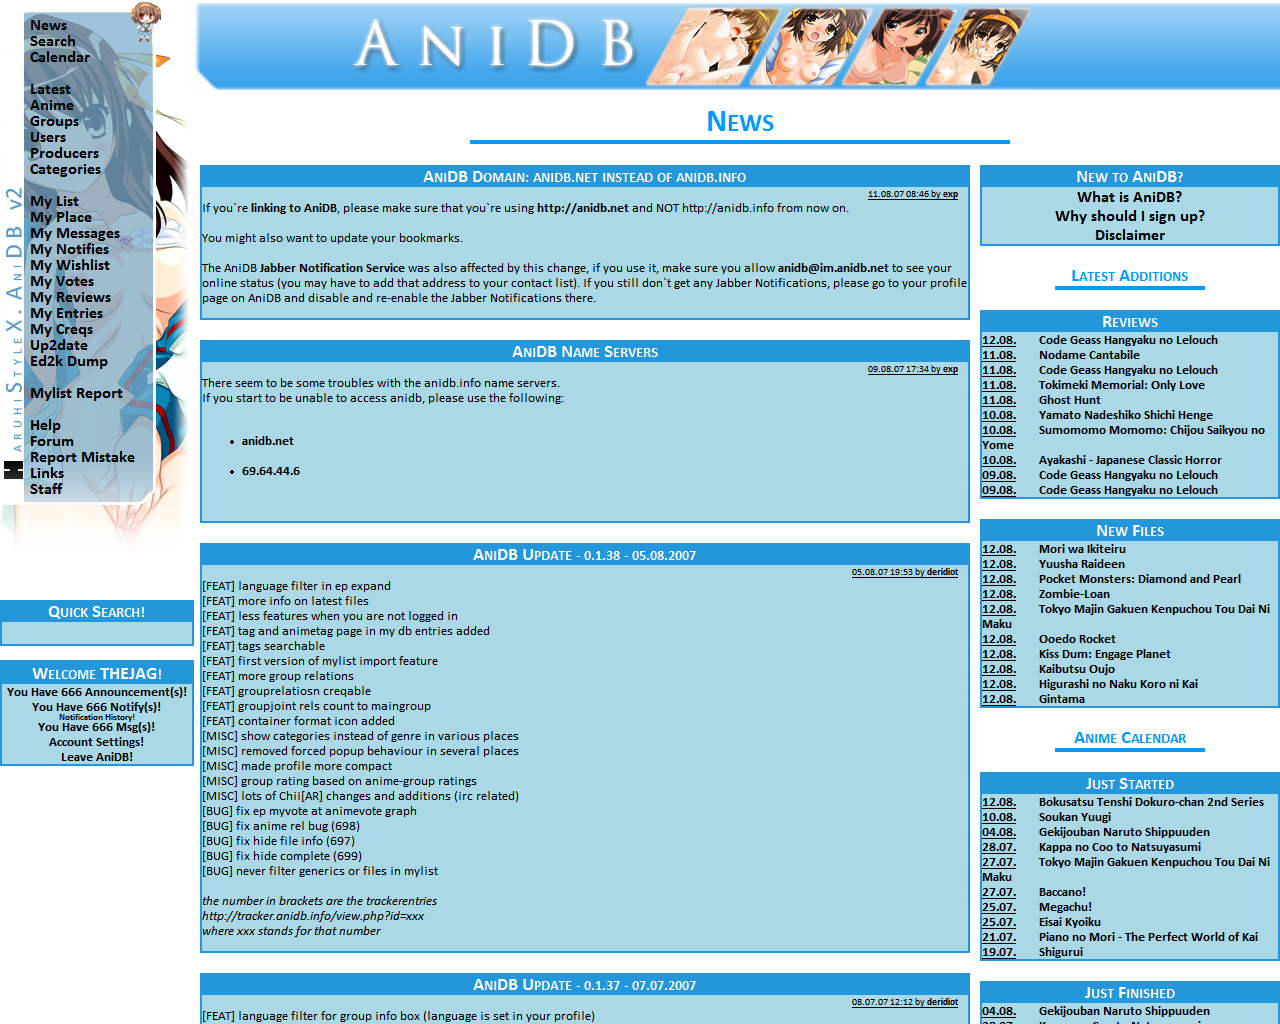 News
Search
Calendar
Latest
Anime
Groups
Users
Producers
Categories
My List
My Place
My Messages
My Notifies
My Wishlist
My Votes
My Reviews
My Entries
My Creqs
Up2date
Ed2k Dump
Mylist Report
Help
Forum
Report Mistake
Links
Staff
HaruhiStyleX.AniDB v2
Quick Search!
Welcome THEJAG!
You Have 666 Announcement(s)!
You Have 666 Notify(s)!
Notification History!
You Have 666 Msg(s)!
Account Settings!
Leave AniDB!
AniDB
News
AniDB Domain: anidb.net instead of anidb.info
11.08.07 08:46 by exp
If you`re linking to AniDB, please make sure that you`re using http://anidb.net and NOT http://anidb.info from now on.
You might also want to update your bookmarks.
The AniDB Jabber Notification Service was also affected by this change, if you use it, make sure you allow anidb@im.anidb.net to see your
online status (you may have to add that address to your contact list). If you still don`t get any Jabber Notifications, please go to your profile
page on AniDB and disable and re-enable the Jabber Notifications there.
AniDB Name Servers
09.08.07 17:34 by exp
There seem to be some troubles with the anidb.info name servers.
If you start to be unable to access anidb, please use the following:
• anidb.net
• 69.64.44.6
AniDB Update - 0.1.38 - 05.08.2007
05.08.07 19:53 by deridiot
[FEAT] language filter in ep expand
[FEAT] more info on latest files
[FEAT] less features when you are not logged in
[FEAT] tag and animetag page in my db entries added
[FEAT] tags searchable
[FEAT] first version of mylist import feature
[FEAT] more group relations
[FEAT] grouprelatiosn creqable
[FEAT] groupjoint rels count to maingroup
[FEAT] container format icon added
[MISC] show categories instead of genre in various places
[MISC] removed forced popup behaviour in several places
[MISC] made profile more compact
[MISC] group rating based on anime-group ratings
[MISC] lots of Chii[AR] changes and additions (irc related)
[BUG] fix ep myvote at animevote graph
[BUG] fix anime rel bug (698)
[BUG] fix hide file info (697)
[BUG] fix hide complete (699)
[BUG] never filter generics or files in mylist
the number in brackets are the trackerentries
http://tracker.anidb.info/view.php?id=xxx
where xxx stands for that number
AniDB Update - 0.1.37 - 07.07.2007
08.07.07 12:12 by deridiot
[FEAT] language filter for group info box (language is set in your profile)
New to AniDB?
What is AniDB?
Why should I sign up?
Disclaimer
Latest Additions
Reviews
12.08. Code Geass Hangyaku no Lelouch
11.08. Nodame Cantabile
11.08. Code Geass Hangyaku no Lelouch
11.08. Tokimeki Memorial: Only Love
11.08. Ghost Hunt
10.08. Yamato Nadeshiko Shichi Henge
10.08. Sumomomo Momomo: Chijou Saikyou no
Yome
10.08. Ayakashi - Japanese Classic Horror
09.08. Code Geass Hangyaku no Lelouch
09.08. Code Geass Hangyaku no Lelouch
New Files
12.08. Mori wa Ikiteiru
12.08. Yuusha Raideen
12.08. Pocket Monsters: Diamond and Pearl
12.08. Zombie-Loan
12.08. Tokyo Majin Gakuen Kenpuchou Tou Dai Ni
Maku
12.08. Ooedo Rocket
12.08. Kiss Dum: Engage Planet
12.08. Kaibutsu Oujo
12.08. Higurashi no Naku Koro ni Kai
12.08. Gintama
Anime Calendar
Just Started
12.08. Bokusatsu Tenshi Dokuro-chan 2nd Series
10.08. Soukan Yuugi
04.08. Gekijouban Naruto Shippuuden
28.07. Kappa no Coo to Natsuyasumi
27.07. Tokyo Majin Gakuen Kenpuchou Tou Dai Ni
Maku
27.07. Baccano!
25.07. Megachu!
25.07. Eisai Kyoiku
21.07. Piano no Mori - The Perfect World of Kai
19.07. Shigurui
Just Finished
04.08. Gekijouban Naruto Shippuuden